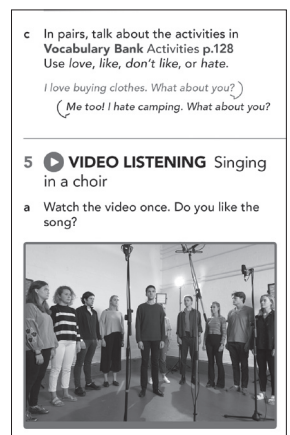 c In pairs, talk about the activities in
Vocabulary Bank Activities p.128
Use love, like, don't like, or hate.
I love buying clothes. What about you?
Me too! I hate camping. What about you?
5 VIDEO LISTENING Singing
in a choir
a Watch the video once. Do you like the
song?